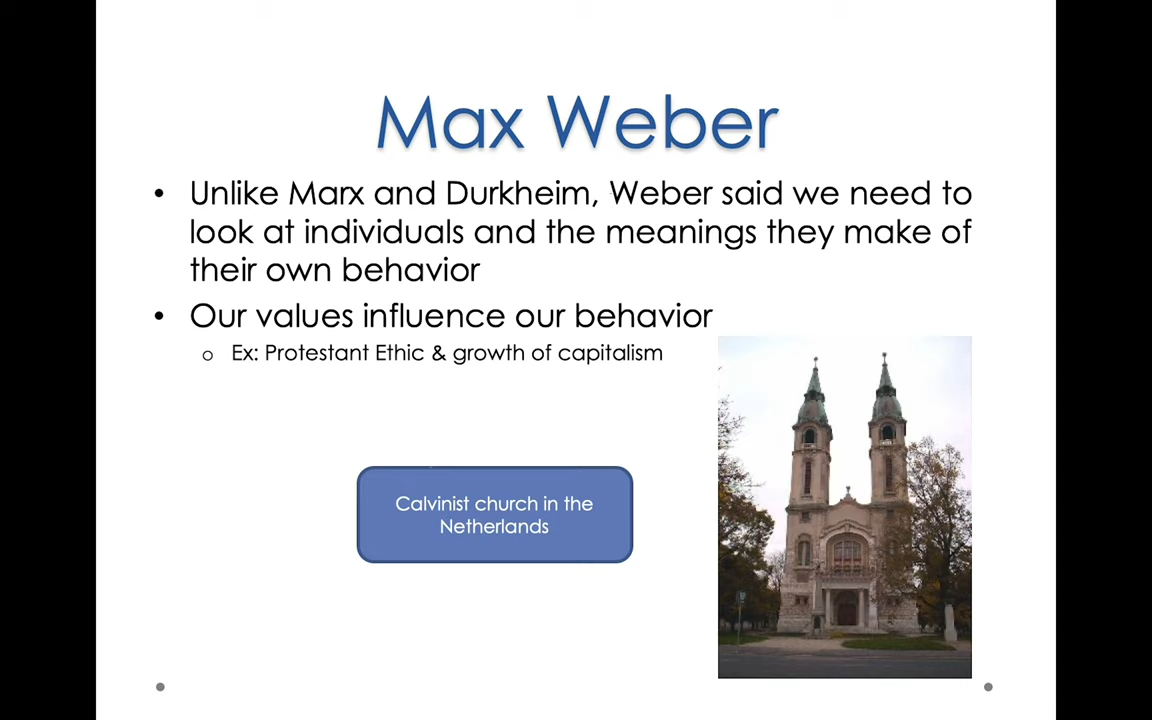 Max Weber
• Unlike Marx and Durkheim, Weber said we need to
look at individuals and the meanings they make of
their own behavior
• Our values influence our behavior
o Ex: Protestant Ethic & growth of capitalism
Calvinist church in the
Netherlands